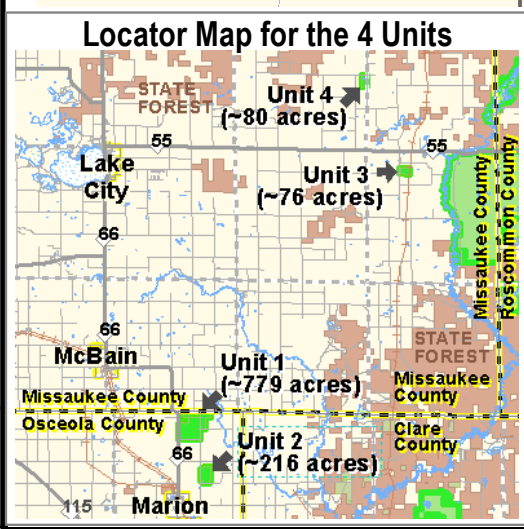 Locator Map for the 4 Units
STATE
FOREST
Unit 4
(~80 acres)
55
55
Lake
City
Unit 3
(~76 acres)
Missaukee County
Roscommon County
66
66
McBain
STATE
FOREST
Unit 1
(~779 acres)
Missaukee County
Missaukee
County
Osceola County
Clare
County
66
Unit 2
(~216 acres)
115
Marion